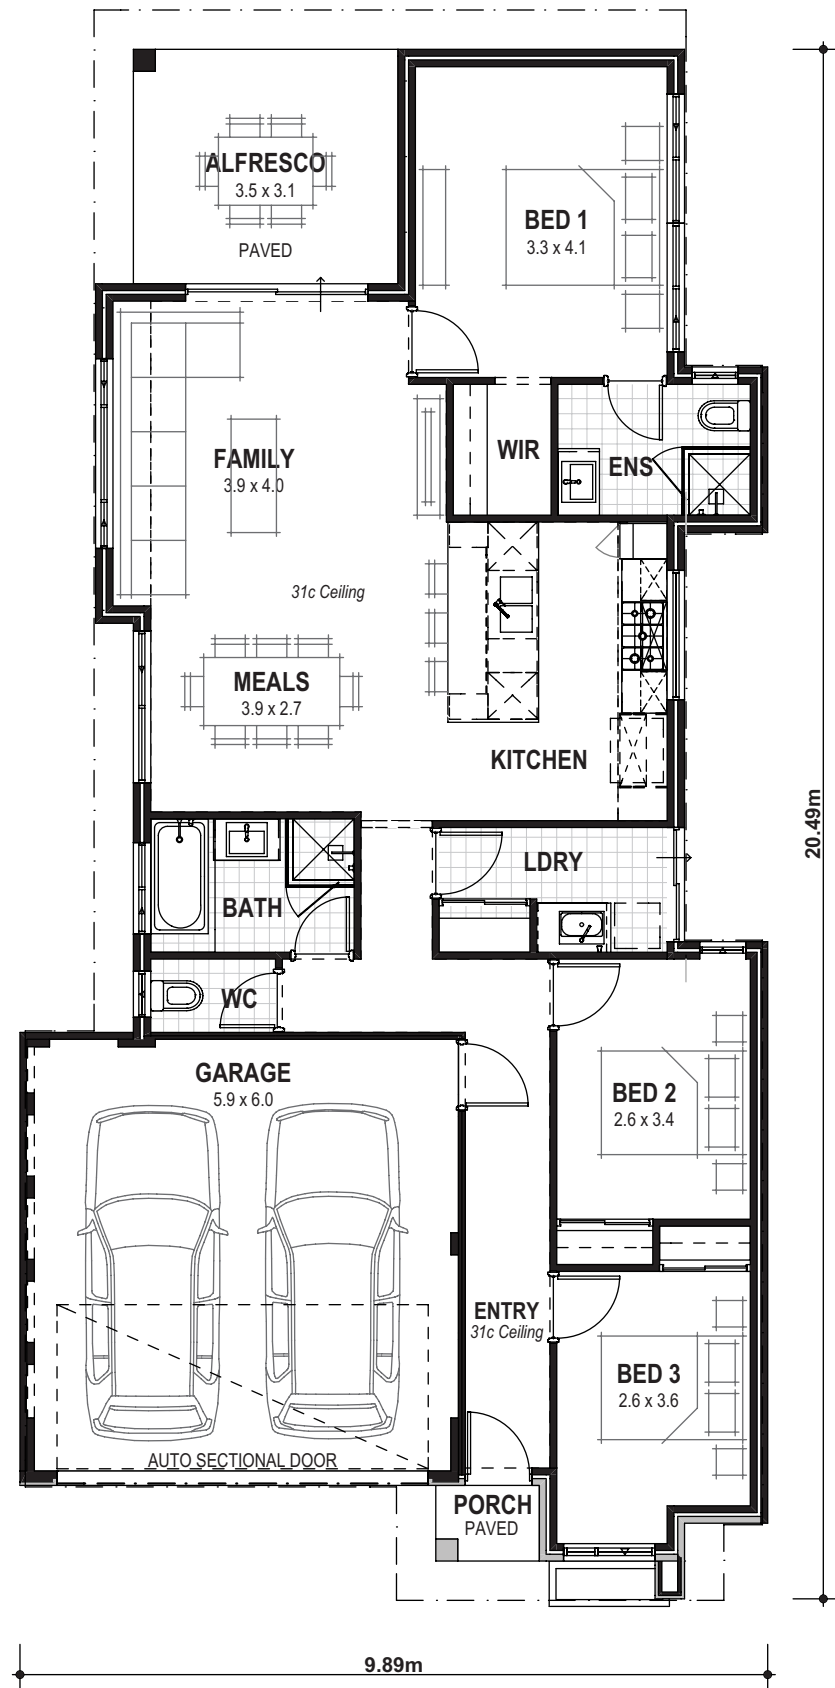 ALFRESCO
3.5 x 3.1
PAVED
BED 1
3.3 x 4.1
FAMILY
3.9 x 4.0
WIR
ENS
31c Ceiling
MEALS
3.9 x 2.7
KITCHEN
20.49m
LDRY
BATH
WC
GARAGE
5.9 x 6.0
BED 2
2.6 x 3.4
ENTRY
31c Ceiling
BED 3
2.6 x 3.6
AUTO SECTIONAL DOOR
PORCH
PAVED
9.89m